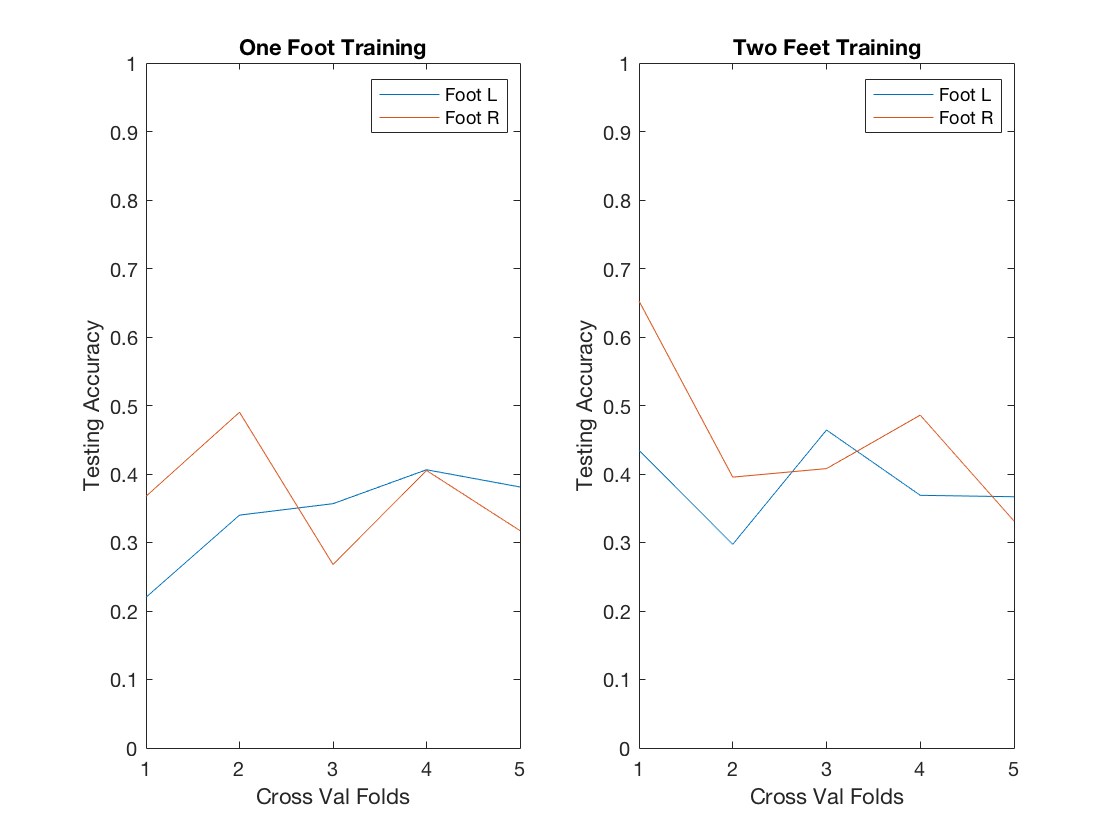 One Foot Training
Foot L
Foot R
1
0.9
0.8
0.7
0.6
0.5
0.4
0.3
0.2
0.1
0
Testing Accuracy
1 2 3 4 5
Cross Val Folds
Two Feet Training
Foot L
Foot R
1
0.9
0.8
0.7
0.6
0.5
0.4
0.3
0.2
0.1
0
Testing Accuracy
1 2 3 4 5
Cross Val Folds